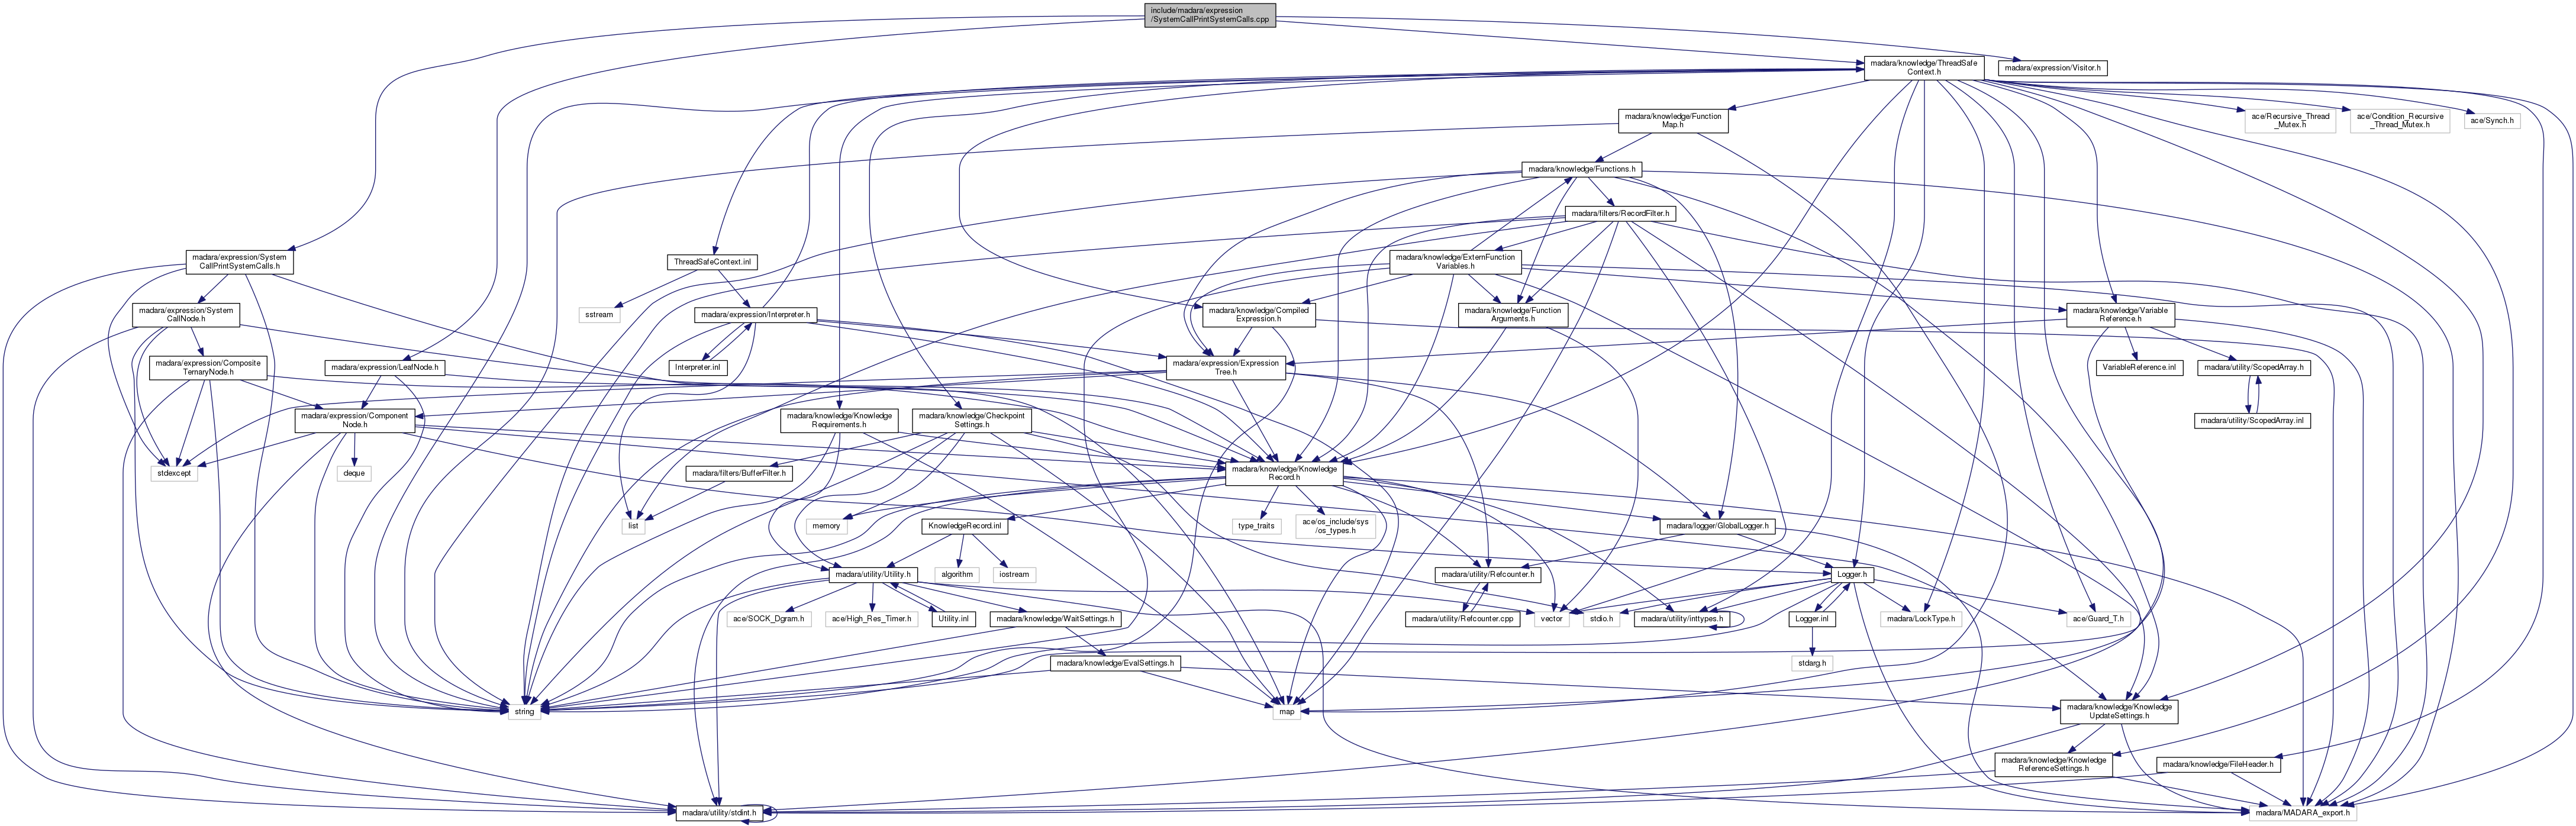 include/madara/expression
/SystemCallPrintSystemCalls.cpp
madara/knowledge/ThreadSafe
Context.h
madara/expression/Visitor.h
madara/knowledge/Function
Map.h
ace/Recursive_Thread
_Mutex.h
ace/Condition_Recursive
_Thread_Mutex.h
ace/Synch.h
madara/knowledge/Functions.h
madara/filters/RecordFilter.h
madara/expression/System
CallPrintSystemCalls.h
ThreadSafeContext.inl
madara/knowledge/ExternFunction
Variables.h
madara/expression/System
CallNode.h
sstream
madara/expression/Interpreter.h
madara/knowledge/Compiled
Expression.h
madara/knowledge/Function
Arguments.h
madara/knowledge/Variable
Reference.h
madara/expression/Composite
TernaryNode.h
madara/expression/LeafNode.h
Interpreter.inl
madara/expression/Expression
Tree.h
VariableReference.inl
madara/utility/ScopedArray.h
madara/expression/Component
Node.h
madara/knowledge/Knowledge
Requirements.h
madara/knowledge/Checkpoint
Settings.h
madara/utility/ScopedArray.inl
stdexcept
deque
madara/filters/BufferFilter.h
madara/knowledge/Knowledge
Record.h
list
memory
KnowledgeRecord.inl
type_traits
ace/os_include/sys
/os_types.h
madara/logger/GlobalLogger.h
madara/utility/Utility.h
algorithm
iostream
madara/utility/Refcounter.h
Logger.h
ace/SOCK_Dgram.h
ace/High_Res_Timer.h
Utility.inl
madara/knowledge/WaitSettings.h
madara/utility/Refcounter.cpp
vector
stdio.h
madara/utility/inttypes.h
Logger.inl
madara/LockType.h
ace/Guard_T.h
madara/knowledge/EvalSettings.h
stdarg.h
string
map
madara/knowledge/Knowledge
UpdateSettings.h
madara/knowledge/Knowledge
ReferenceSettings.h
madara/knowledge/FileHeader.h
madara/utility/stdint.h
madara/MADARA_export.h